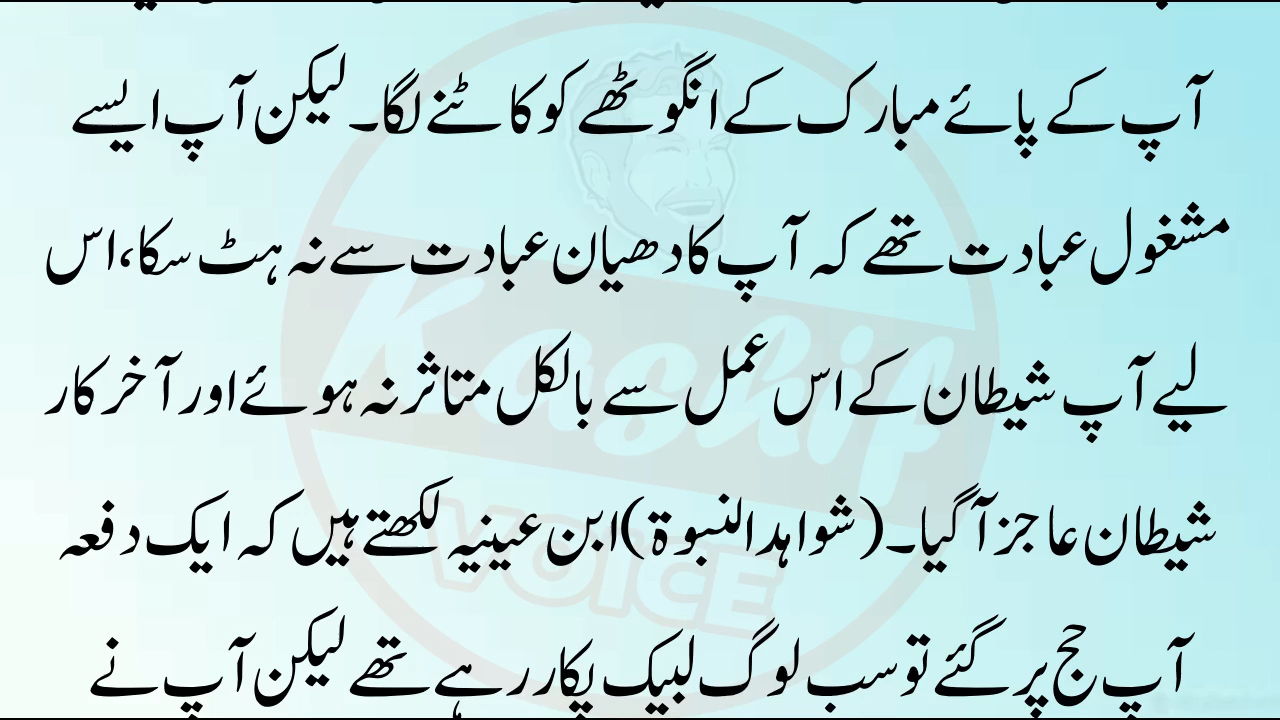 آپ کے پائے مبارک کے انگوٹھے کو کاٹنے لگا۔ لیکن آپ ایسے
مشغول عبادت تھے کہ آپ کا دھیان عبادت سے نہ ہٹ سکا، اس
لیے آپ شیطان کے اس عمل سے بالکل متاثر نہ ہوئے اور آخر کار
شیطان عاجز آ گیا۔ (شواہد النبوۃ) ابن عینیہ لکھتے ہیں کہ ایک دفعہ
آپ حج پر گئے تو سب لوگ لبیک پکار رہے تھے لیکن آپ نے
Kashif
VOICE